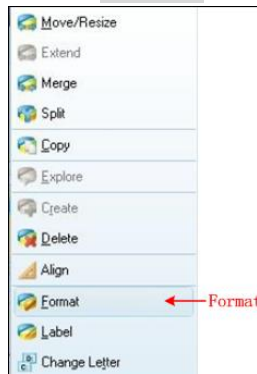 Move/Resize
Extend
Merge
Split
Copy
Explore
Create
Delete
Align
Format
Format
Label
Change Letter